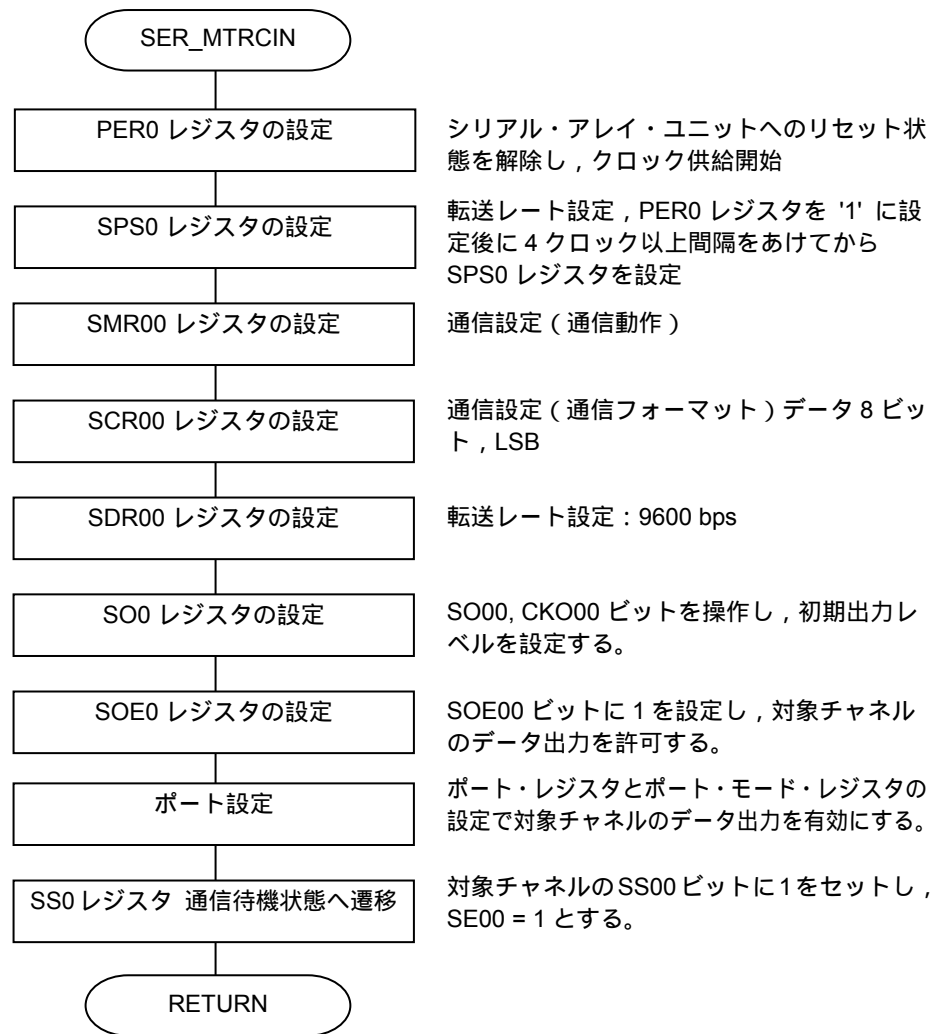 SER_MTRCIN
PER0 レジスタの設定
シリアル・アレイ・ユニットへのリセット状
態を解除し，クロック供給開始
SPS0 レジスタの設定
転送レート設定，PER0 レジスタを '1' に設
定後に 4 クロック以上間隔をあけてから
SPS0 レジスタを設定
SMR00 レジスタの設定
通信設定（通信動作）
SCR00 レジスタの設定
通信設定（通信フォーマット）データ 8 ビッ
ト，LSB
SDR00 レジスタの設定
転送レート設定：9600 bps
SO0 レジスタの設定
SO00, CKO00 ビットを操作し，初期出力レ
ベルを設定する。
SOE0 レジスタの設定
SOE00 ビットに 1 を設定し，対象チャネル
のデータ出力を許可する。
ポート設定
ポート・レジスタとポート・モード・レジスタの
設定で対象チャネルのデータ出力を有効にする。
SS0 レジスタ 通信待機状態へ遷移
対象チャネルの SS00 ビットに 1 をセットし，
SE00 = 1 とする。
RETURN